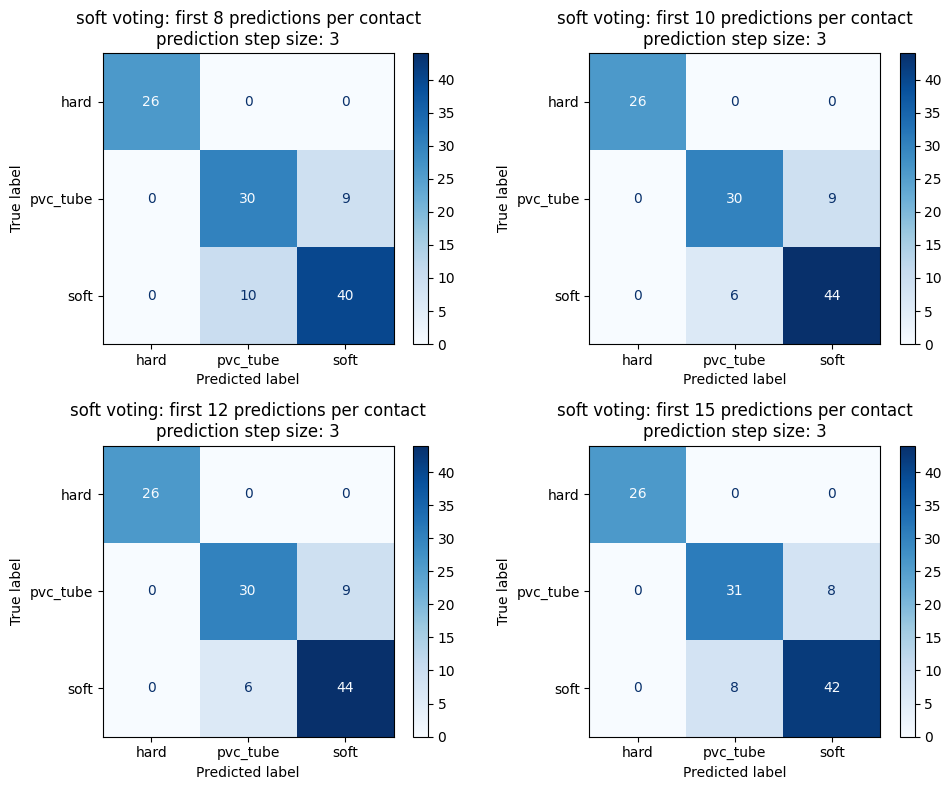 soft voting: first 8 predictions per contact
prediction step size: 3
hard
pvc_tube
soft
True label
26 0 0
0 30 9
0 10 40
hard pvc_tube soft
Predicted label
40
35
30
25
20
15
10
5
0
soft voting: first 10 predictions per contact
prediction step size: 3
hard
pvc_tube
soft
True label
26 0 0
0 30 9
0 6 44
hard pvc_tube soft
Predicted label
40
35
30
25
20
15
10
5
0
soft voting: first 12 predictions per contact
prediction step size: 3
hard
pvc_tube
soft
True label
26 0 0
0 30 9
0 6 44
hard pvc_tube soft
Predicted label
40
35
30
25
20
15
10
5
0
soft voting: first 15 predictions per contact
prediction step size: 3
hard
pvc_tube
soft
True label
26 0 0
0 31 8
0 8 42
hard pvc_tube soft
Predicted label
40
35
30
25
20
15
10
5
0